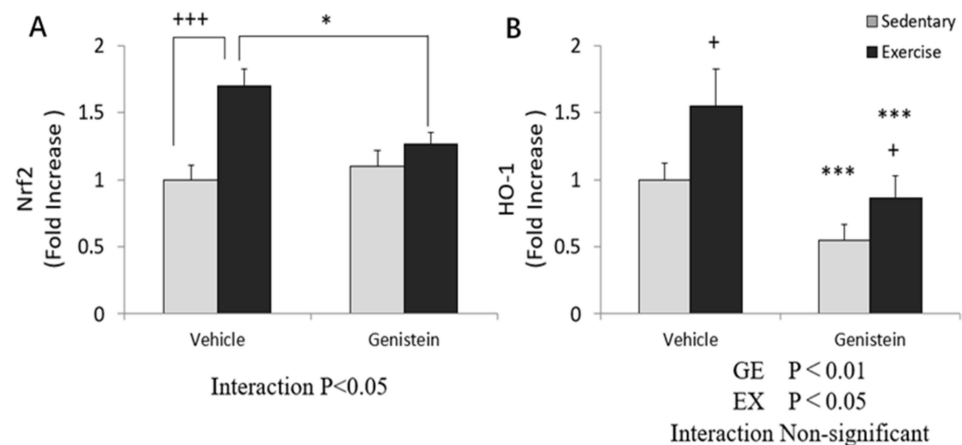 A
+++
*
2
1.5
1
0.5
0
Nrf2
(Fold Increase )
Vehicle
Genistein
Interaction P<0.05
B
Sedentary
Exercise
+
***
***
+
2
1.5
1
0.5
0
HO-1
(Fold Increase )
Vehicle
Genistein
GE P < 0.01
EX P < 0.05
Interaction Non-significant